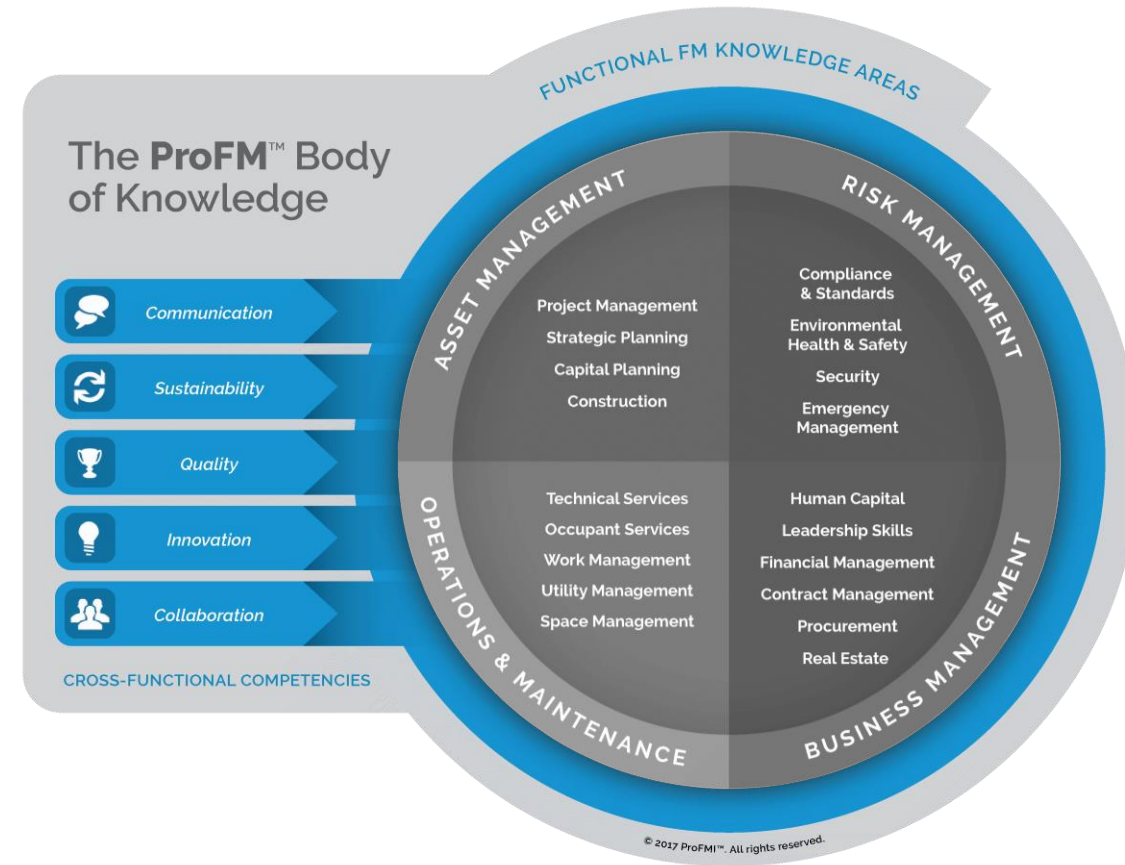 FUNCTIONAL FM KNOWLEDGE AREAS
The ProFM™ Body
of Knowledge
Communication
Sustainability
Quality
Innovation
Collaboration
CROSS-FUNCTIONAL COMPETENCIES
ASSET MANAGEMENT
Project Management
Strategic Planning
Capital Planning
Construction
RISK MANAGEMENT
Compliance
& Standards
Environmental
Health & Safety
Security
Emergency
Management
OPERATIONS & MAINTENANCE
Technical Services
Occupant Services
Work Management
Utility Management
Space Management
BUSINESS MANAGEMENT
Human Capital
Leadership Skills
Financial Management
Contract Management
Procurement
Real Estate
© 2017 ProFMI™. All rights reserved.